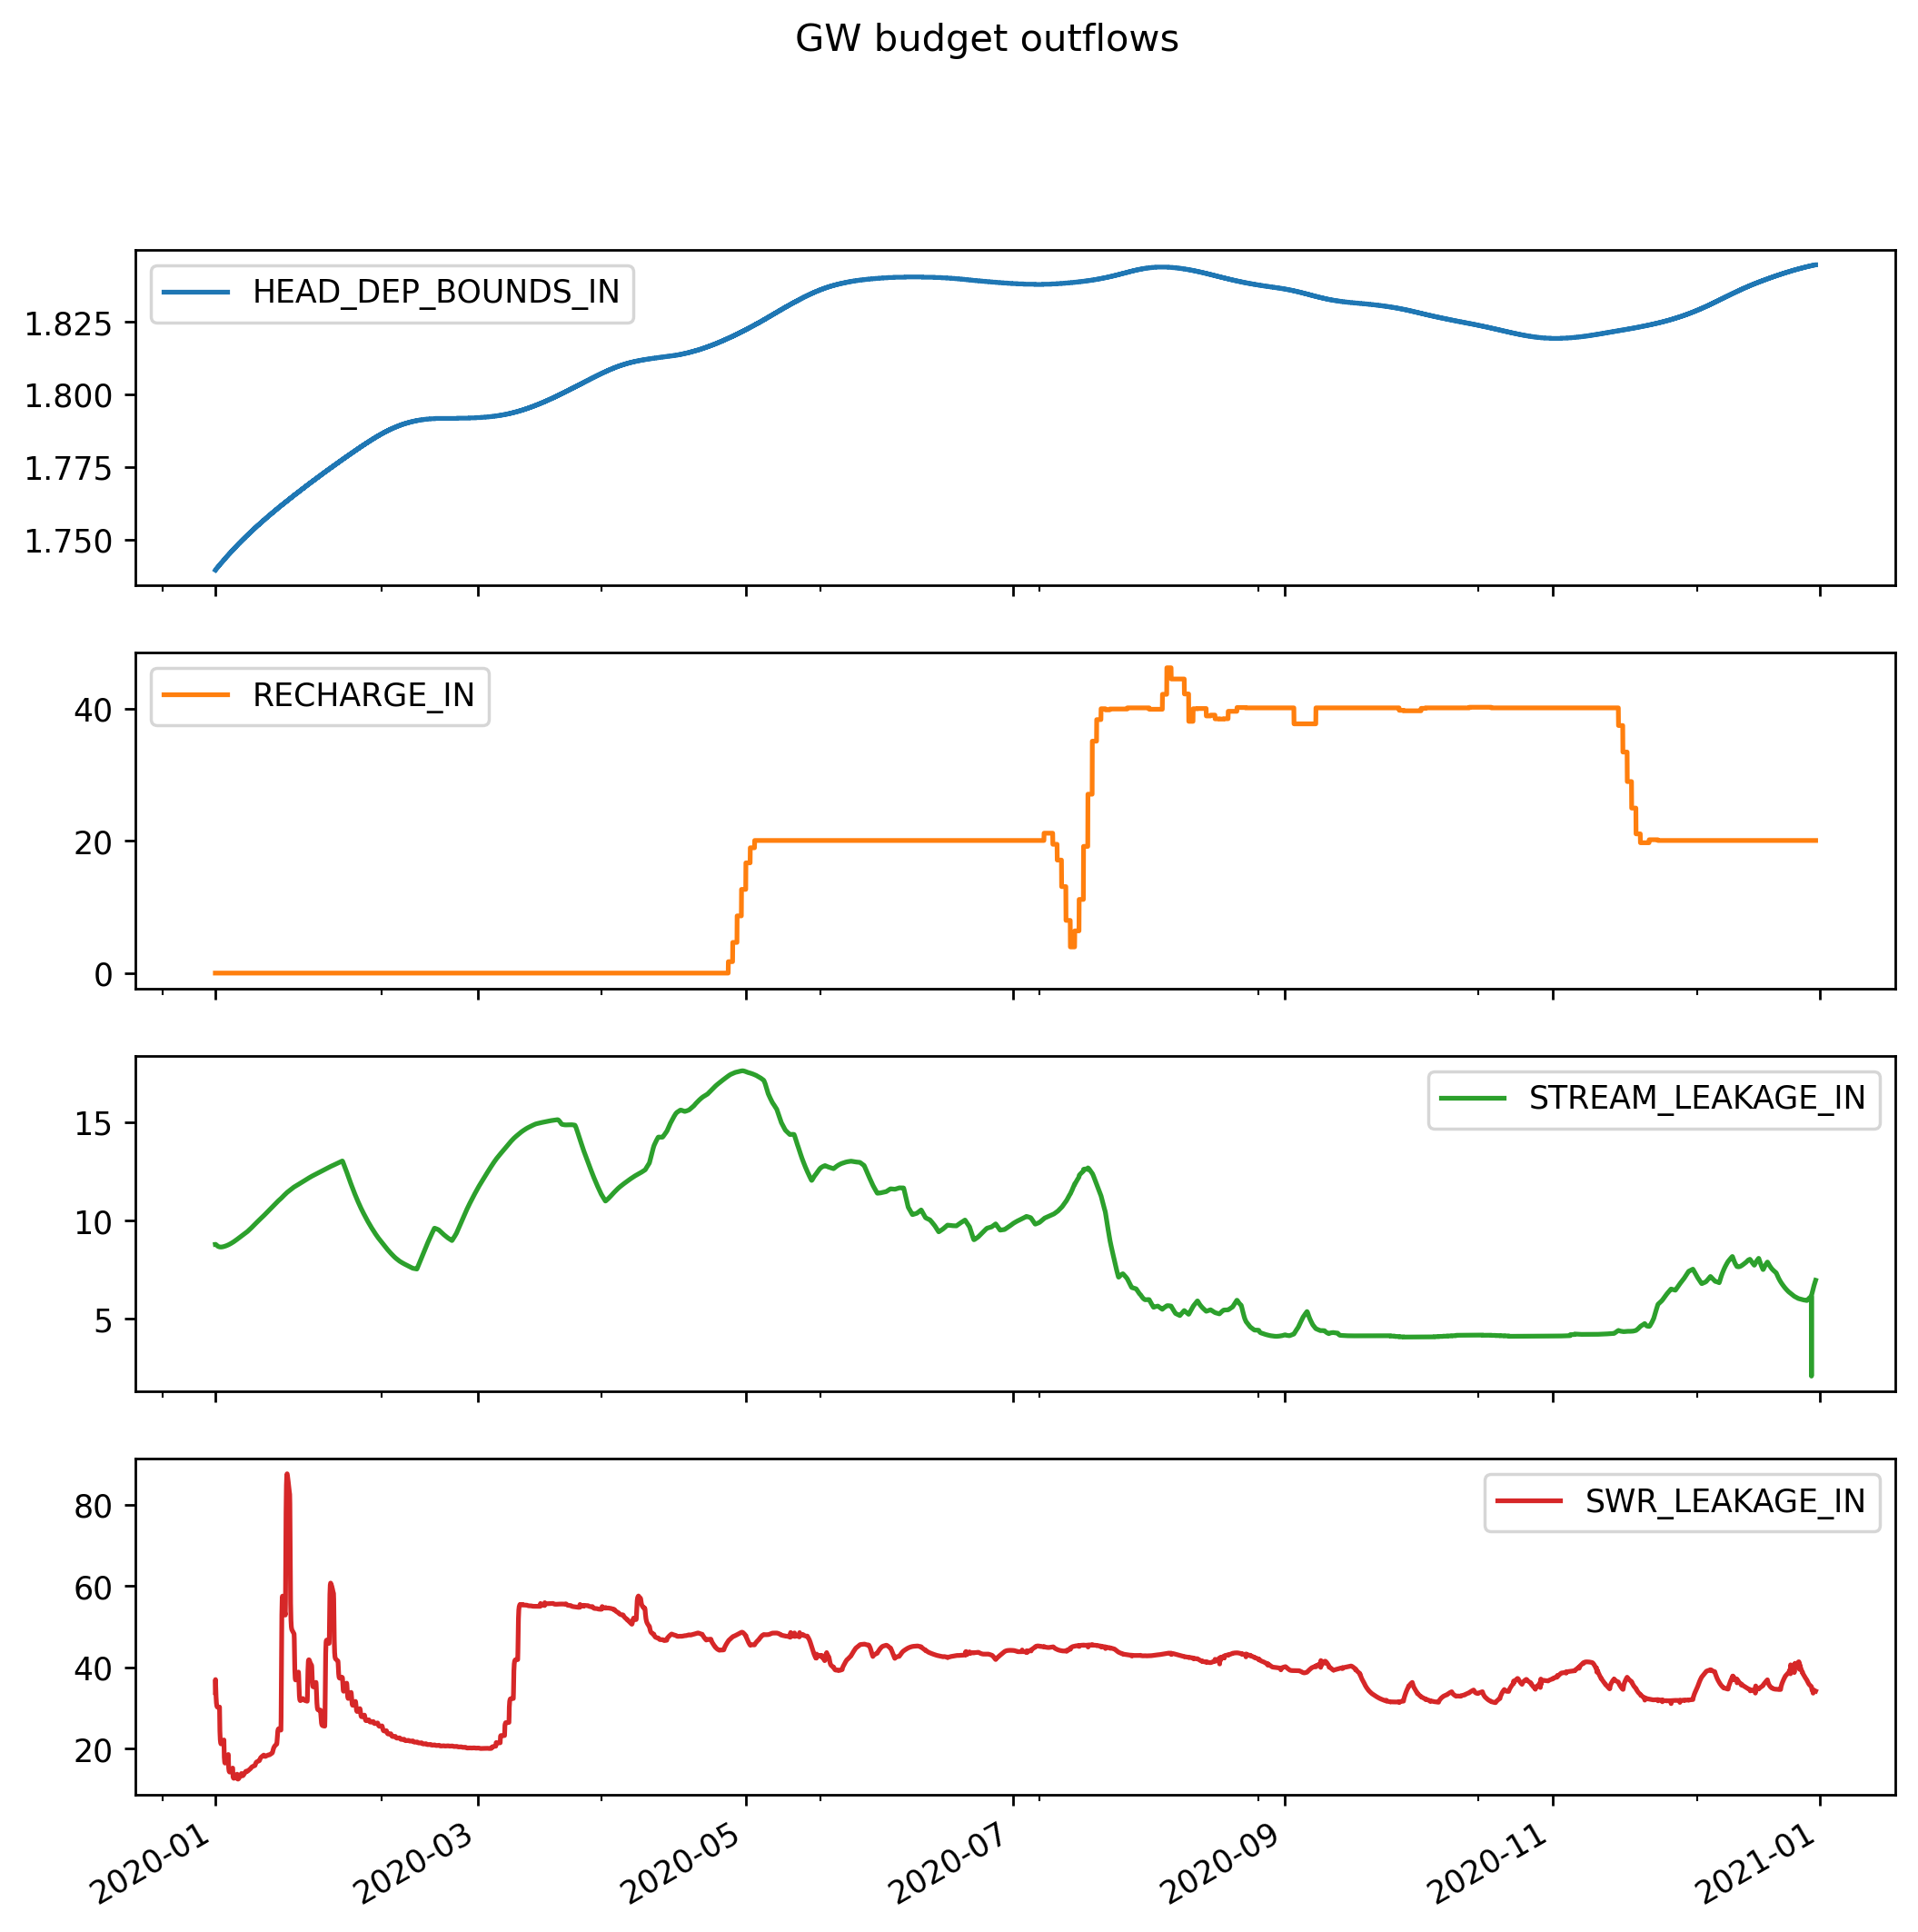 GW budget outflows
HEAD_DEP_BOUNDS_IN
1.825
1.800
1.775
1.750
RECHARGE_IN
40
20
0
STREAM_LEAKAGE_IN
15
10
5
SWR_LEAKAGE_IN
80
60
40
20
2020-01 2020-03 2020-05 2020-07 2020-09 2020-11 2021-01